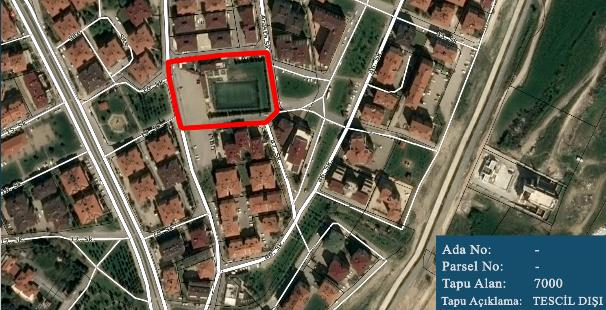 Ada No: -
Parsel No: -
Tapu Alan: 7000
Tapu Açıklama: TESCİL DIŞI